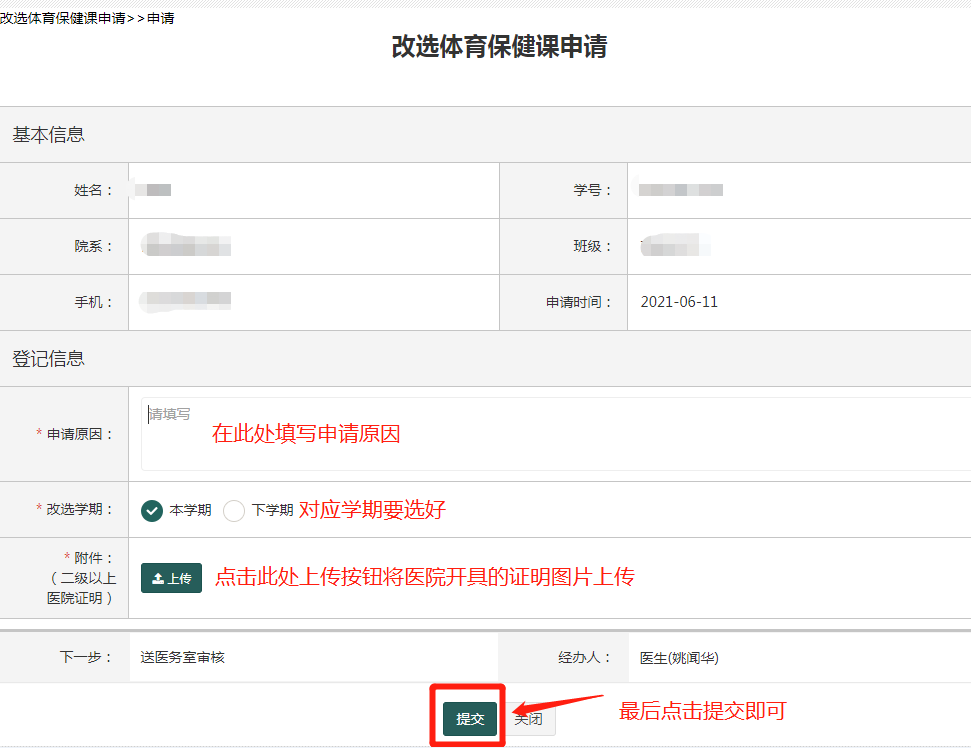 改选体育保健课申请>>申请
改选体育保健课申请
基本信息
姓名：
学号：
院系：
班级：
手机：
申请时间： 2021-06-11
登记信息
* 申请原因：
请填写
在此处填写申请原因
* 改选学期： 本学期 下学期 对应学期要选好
* 附件：
（二级以上
医院证明）
上传 点击此处上传按钮将医院开具的证明图片上传
下一步： 送医务室审核 经办人： 医生(姚闻华)
提交 关闭 最后点击提交即可